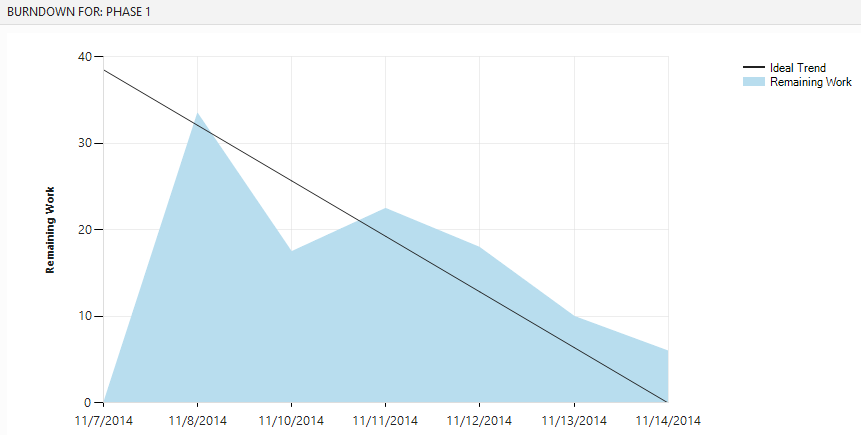 BURNDOWN FOR: PHASE 1
40
30
20
10
0
Remaining Work
11/7/2014 11/8/2014 11/10/2014 11/11/2014 11/12/2014 11/13/2014 11/14/2014
Ideal Trend
Remaining Work